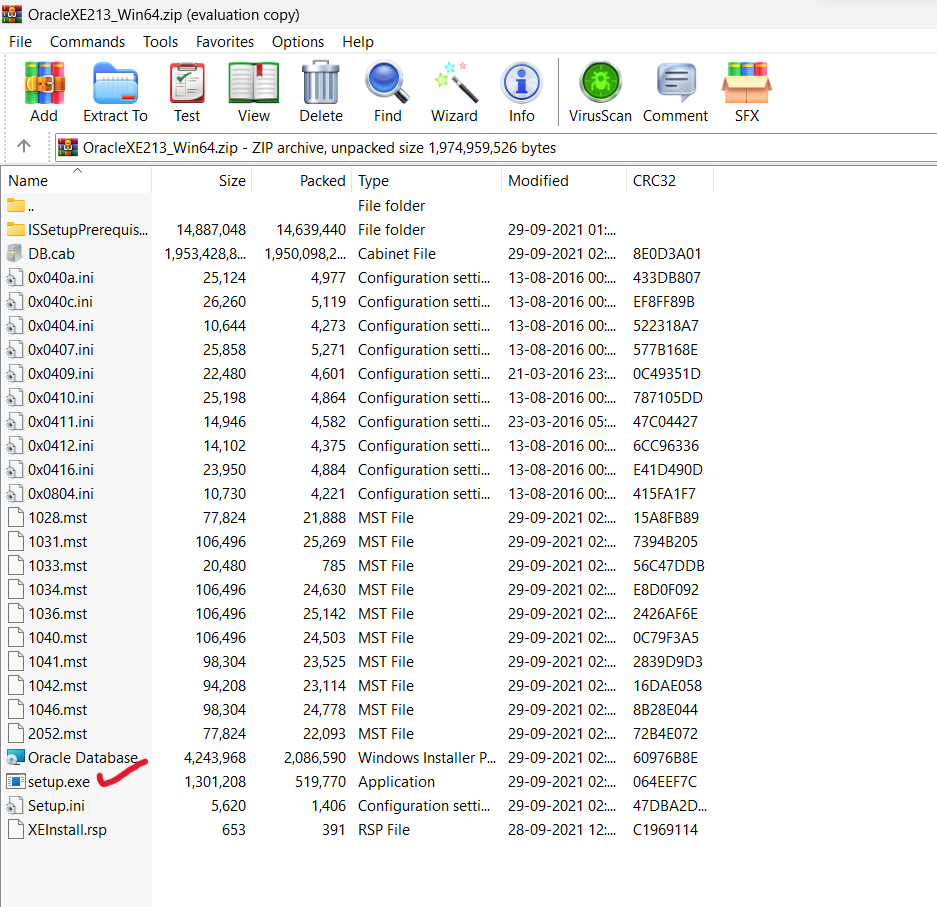 OracleXE213_Win64.zip (evaluation copy)
File Commands Tools Favorites Options Help
Add Extract To Test View Delete Find Wizard Info VirusScan Comment SFX
OracleXE213_Win64.zip - ZIP archive, unpacked size 1,974,959,526 bytes
Name Size Packed Type Modified CRC32
.. File folder
ISSetupPrerequis... 14,887,048 14,639,440 File folder 29-09-2021 01:...
DB.cab 1,953,428,8... 1,950,098,2... Cabinet File 29-09-2021 02:... 8E0D3A01
0x040a.ini 25,124 4,977 Configuration setti... 13-08-2016 00:... 433DB807
0x040c.ini 26,260 5,119 Configuration setti... 13-08-2016 00:... EF8FF89B
0x0404.ini 10,644 4,273 Configuration setti... 13-08-2016 00:... 522318A7
0x0407.ini 25,858 5,271 Configuration setti... 13-08-2016 00:... 577B168E
0x0409.ini 22,480 4,601 Configuration setti... 21-03-2016 23:... 0C49351D
0x0410.ini 25,198 4,864 Configuration setti... 13-08-2016 00:... 787105DD
0x0411.ini 14,946 4,582 Configuration setti... 23-03-2016 05:... 47C04427
0x0412.ini 14,102 4,375 Configuration setti... 13-08-2016 00:... 6CC96336
0x0416.ini 23,950 4,884 Configuration setti... 13-08-2016 00:... E41D490D
0x0804.ini 10,730 4,221 Configuration setti... 13-08-2016 00:... 415FA1F7
1028.mst 77,824 21,888 MST File 29-09-2021 02:... 15A8FB89
1031.mst 106,496 25,269 MST File 29-09-2021 02:... 7394B205
1033.mst 20,480 785 MST File 29-09-2021 02:... 56C47DDB
1034.mst 106,496 24,630 MST File 29-09-2021 02:... E8D0F092
1036.mst 106,496 25,142 MST File 29-09-2021 02:... 2426AF6E
1040.mst 106,496 24,503 MST File 29-09-2021 02:... 0C79F3A5
1041.mst 98,304 23,525 MST File 29-09-2021 02:... 2839D9D3
1042.mst 94,208 23,114 MST File 29-09-2021 02:... 16DAE058
1046.mst 98,304 24,778 MST File 29-09-2021 02:... 8B28E044
2052.mst 77,824 22,093 MST File 29-09-2021 02:... 72B4E072
Oracle Database... 4,243,968 2,086,590 Windows Installer P... 29-09-2021 02:... 60976B8E
setup.exe 1,301,208 519,770 Application 29-09-2021 02:... 064EEF7C
Setup.ini 5,620 1,406 Configuration setti... 29-09-2021 02:... 47DBA2D...
XEInstall.rsp 653 391 RSP File 28-09-2021 12:... C1969114